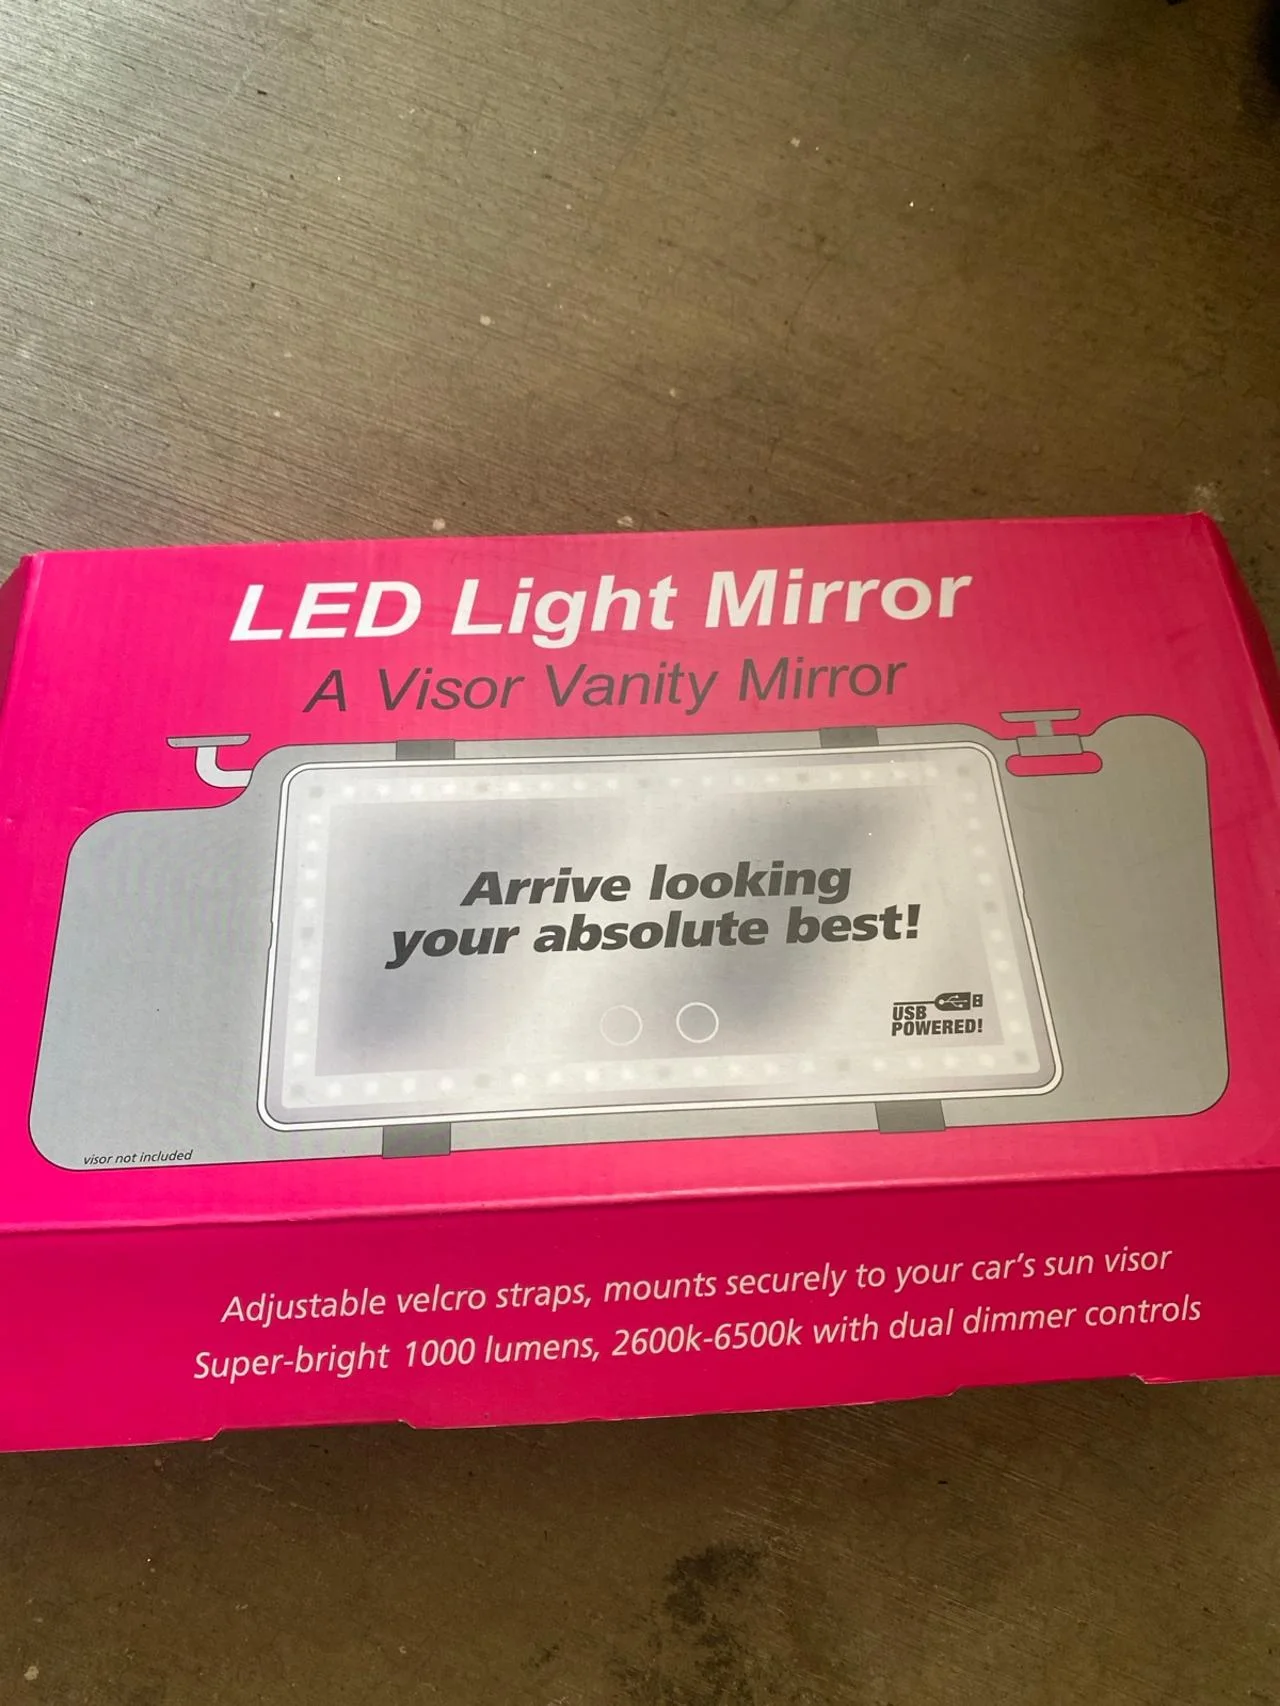 LED Light Mirror
A Visor Vanity Mirror
Arrive looking
your absolute best!
USB
POWERED!
visor not included
Adjustable velcro straps, mounts securely to your car's sun visor
Super-bright 1000 lumens, 2600k-6500k with dual dimmer controls